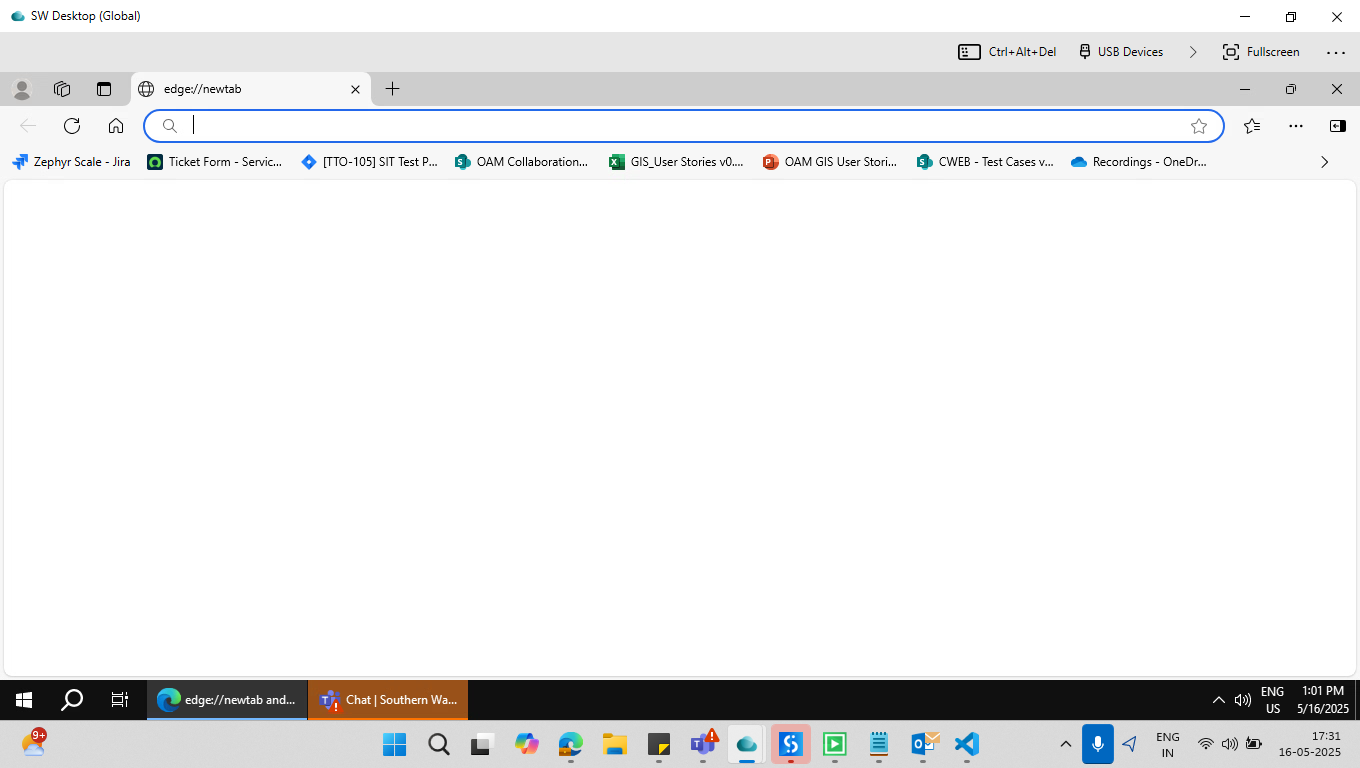 SW Desktop (Global)
Ctrl+Alt+Del
USB Devices
Fullscreen
edge://newtab
Zephyr Scale - Jira
Ticket Form - Servic...
[TTO-105] SIT Test P...
OAM Collaboration...
GIS_User Stories v0....
OAM GIS User Stori...
CWEB - Test Cases v...
Recordings - OneDr...
edge://newtab and...
Chat | Southern Wa...
ENG
US
1:01 PM
5/16/2025
9+
ENG
IN
17:31
16-05-2025